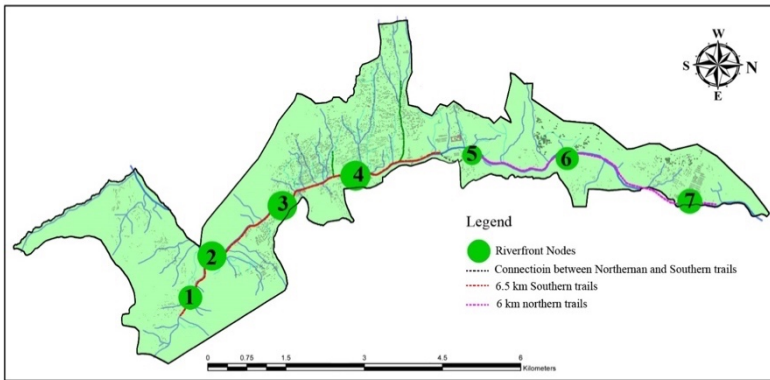 W
S N
E
1
2
3
4
5
6
7
Legend
Riverfront Nodes
Connectioin between Northeman and Southern trails
6.5 km Southern trails
6 km northern trails
0 0.75 1.5 3 4.5 6
Kilometers